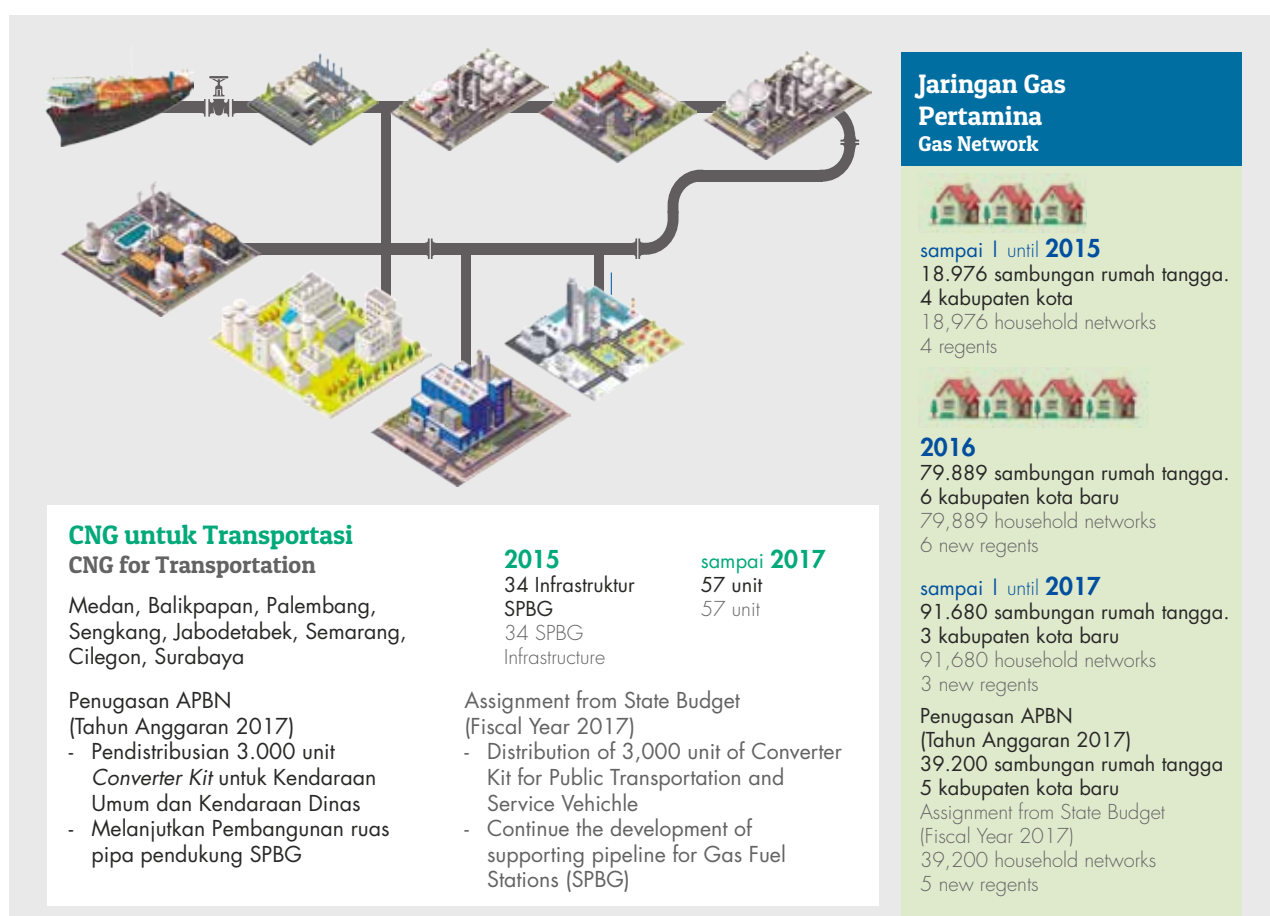 Jaringan Gas
Pertamina
Gas Network
sampai | until 2015
18.976 sambungan rumah tangga.
4 kabupaten kota
18,976 household networks
4 regents
2016
79.889 sambungan rumah tangga.
6 kabupaten kota baru
79,889 household networks
6 new regents
sampai | until 2017
91.680 sambungan rumah tangga.
3 kabupaten kota baru
91,680 household networks
3 new regents
Penugasan APBN
(Tahun Anggaran 2017)
39.200 sambungan rumah tangga
5 kabupaten kota baru
Assignment from State Budget
(Fiscal Year 2017)
39,200 household networks
5 new regents
CNG untuk Transportasi
CNG for Transportation
Medan, Balikpapan, Palembang,
Sengkang, Jabodetabek, Semarang,
Cilegon, Surabaya
2015
34 Infrastruktur
SPBG
34 SPBG
Infrastructure
sampai 2017
57 unit
57 unit
Penugasan APBN
(Tahun Anggaran 2017)
- Pendistribusian 3.000 unit
Converter Kit untuk Kendaraan
Umum dan Kendaraan Dinas
- Melanjutkan Pembangunan ruas
pipa pendukung SPBG
Assignment from State Budget
(Fiscal Year 2017)
- Distribution of 3,000 unit of Converter
Kit for Public Transportation and
Service Vehichle
- Continue the development of
supporting pipeline for Gas Fuel
Stations (SPBG)